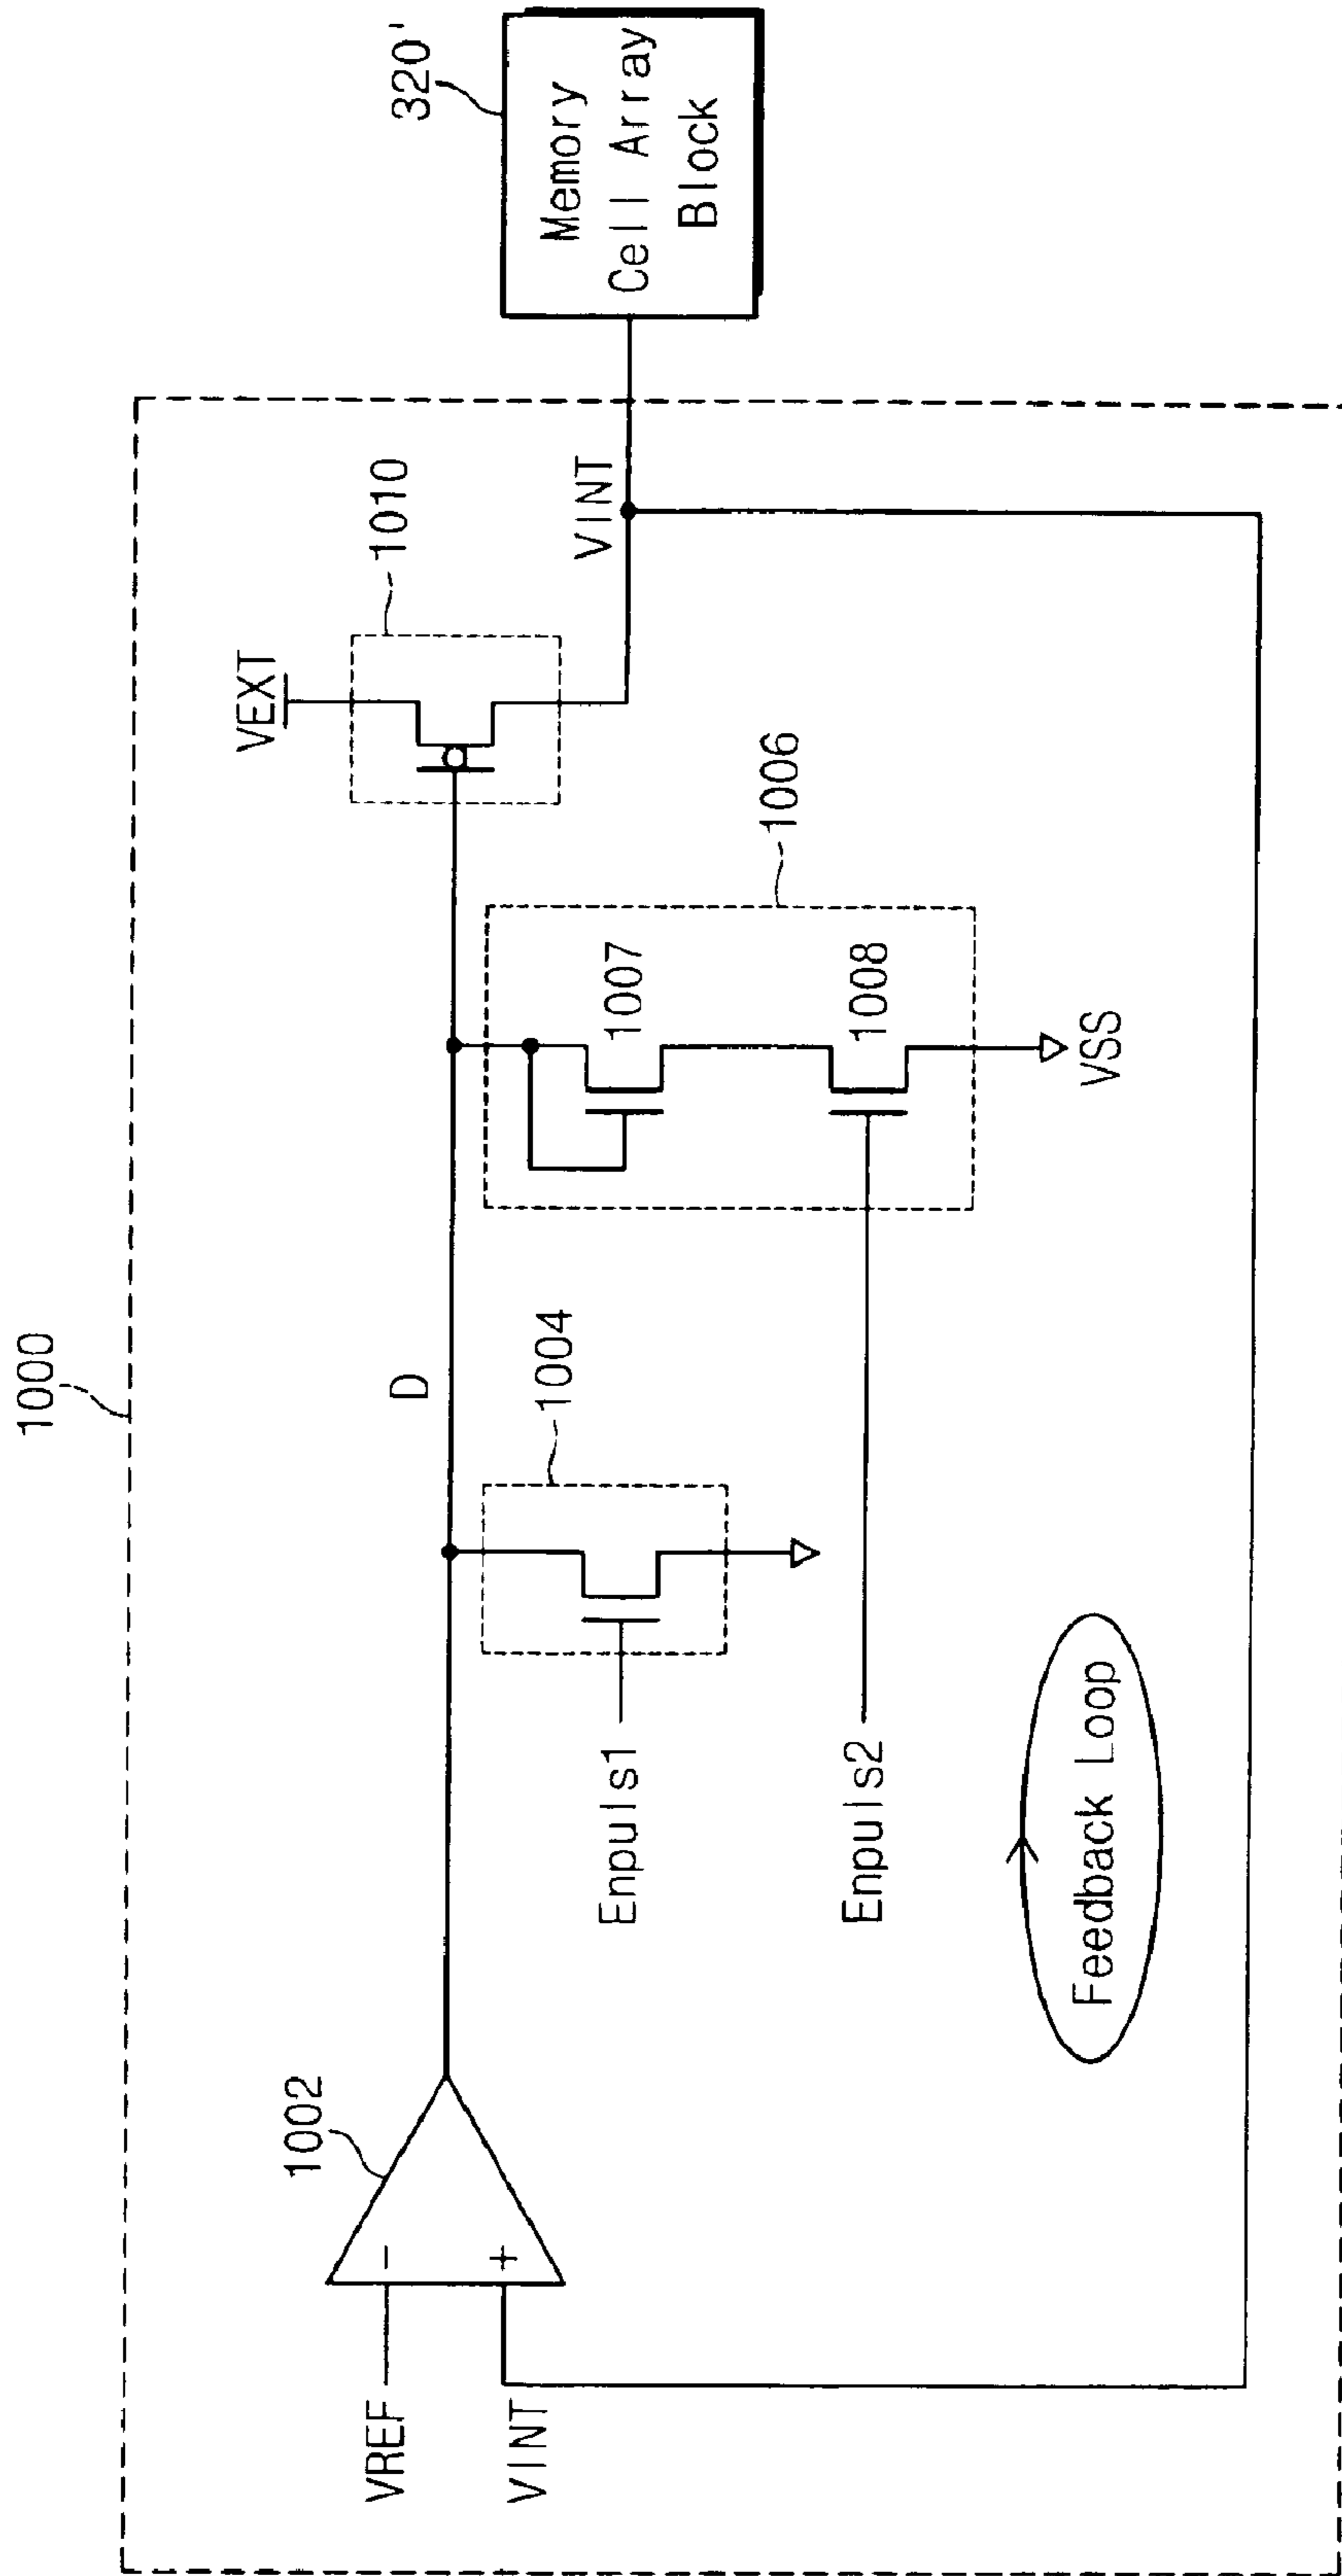 1000
VREF
VINT
1002
D
Enpuls1
1004
Enpuls2
1006
1007
1008
VSS
VEXT
1010
VINT
320'
Memory
Cell Array
Block
Feedback Loop